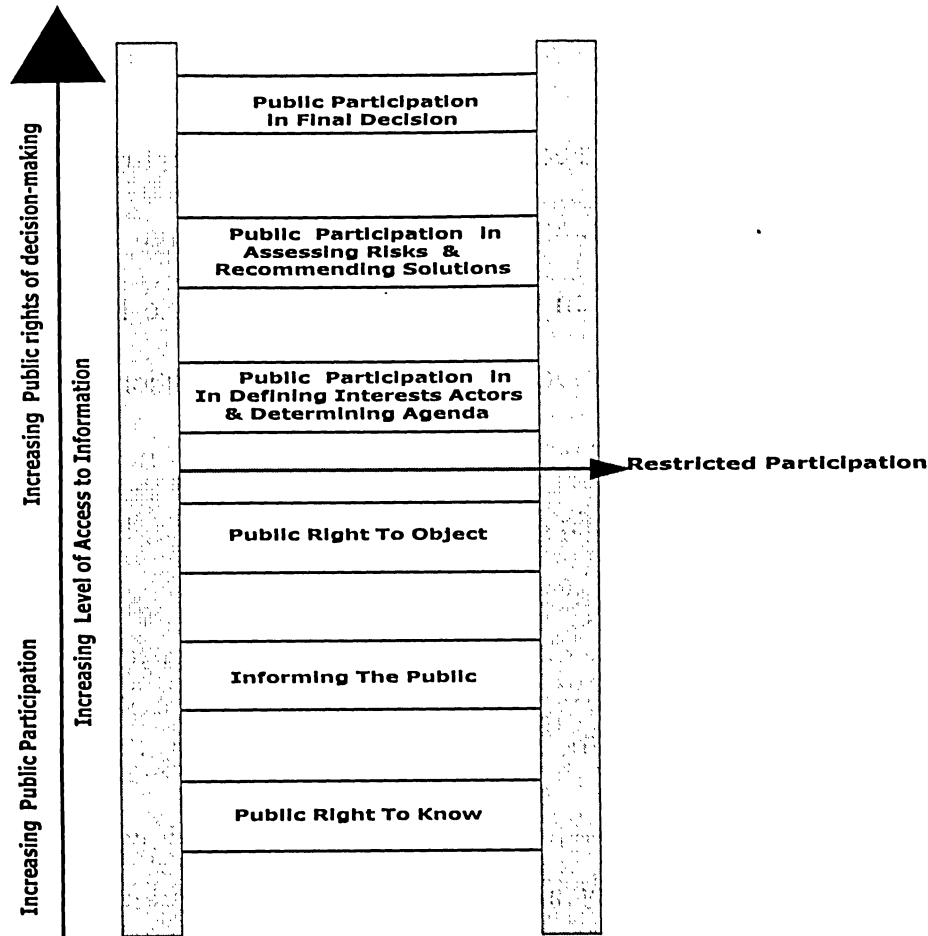 Public Participation
in Final Decision
Public Participation in
Assessing Risks &
Recommending Solutions
Public Participation in
In Defining Interests Actors
& Determining Agenda
Restricted Participation
Public Right To Object
Informing The Public
Public Right To Know
Increasing Public rights of decision-making
Increasing Level of Access to Information
Increasing Public Participation